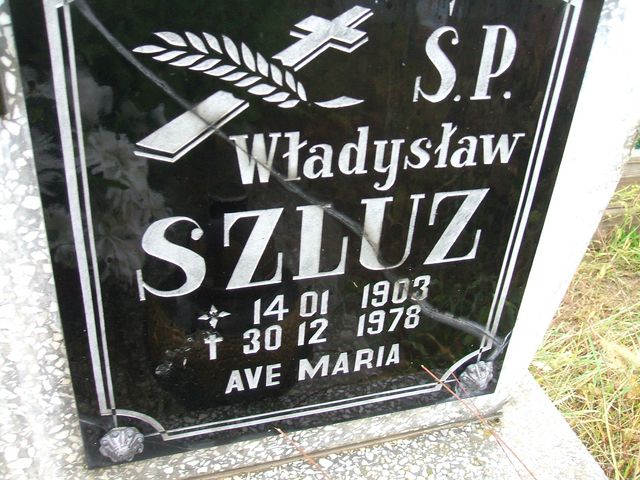 Ś.P.
Władysław
SZLUZ
14 01 1903
30 12 1978
AVE MARIA